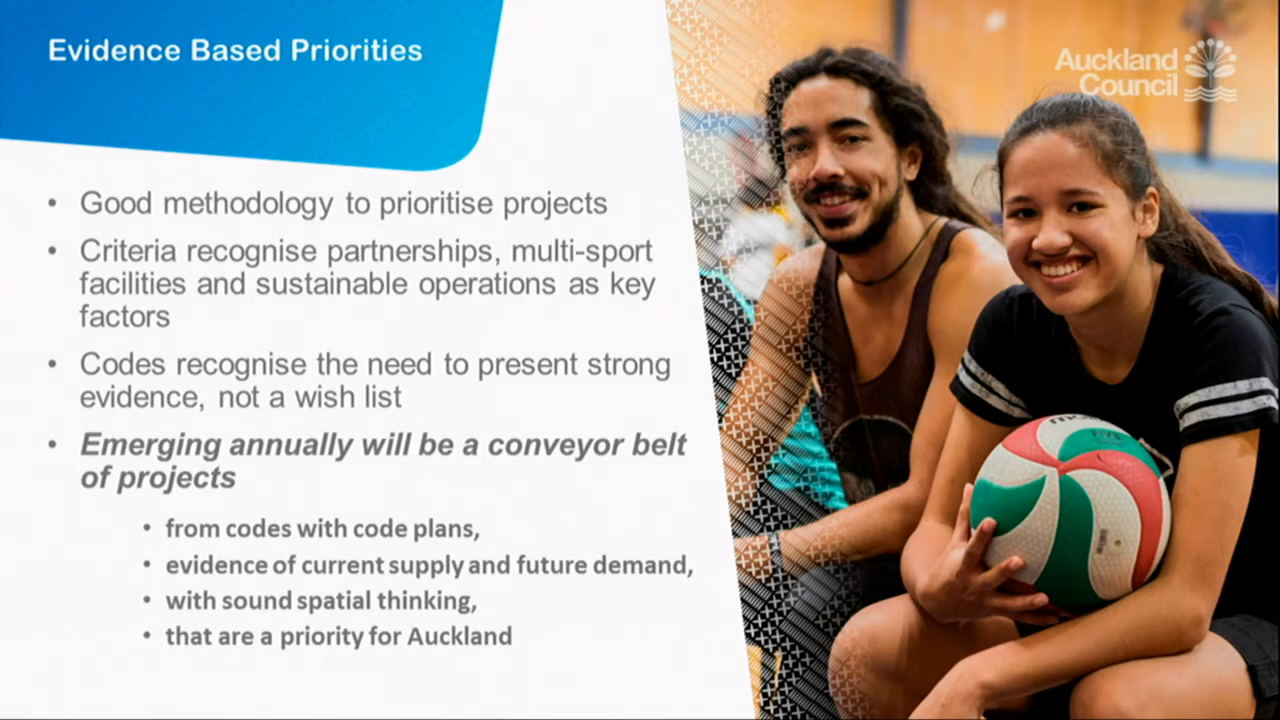 Evidence Based Priorities
Auckland
Council
• Good methodology to prioritise projects
• Criteria recognise partnerships, multi-sport
facilities and sustainable operations as key
factors
• Codes recognise the need to present strong
evidence, not a wish list
• Emerging annually will be a conveyor belt
of projects
• from codes with code plans,
• evidence of current supply and future demand,
• with sound spatial thinking,
• that are a priority for Auckland